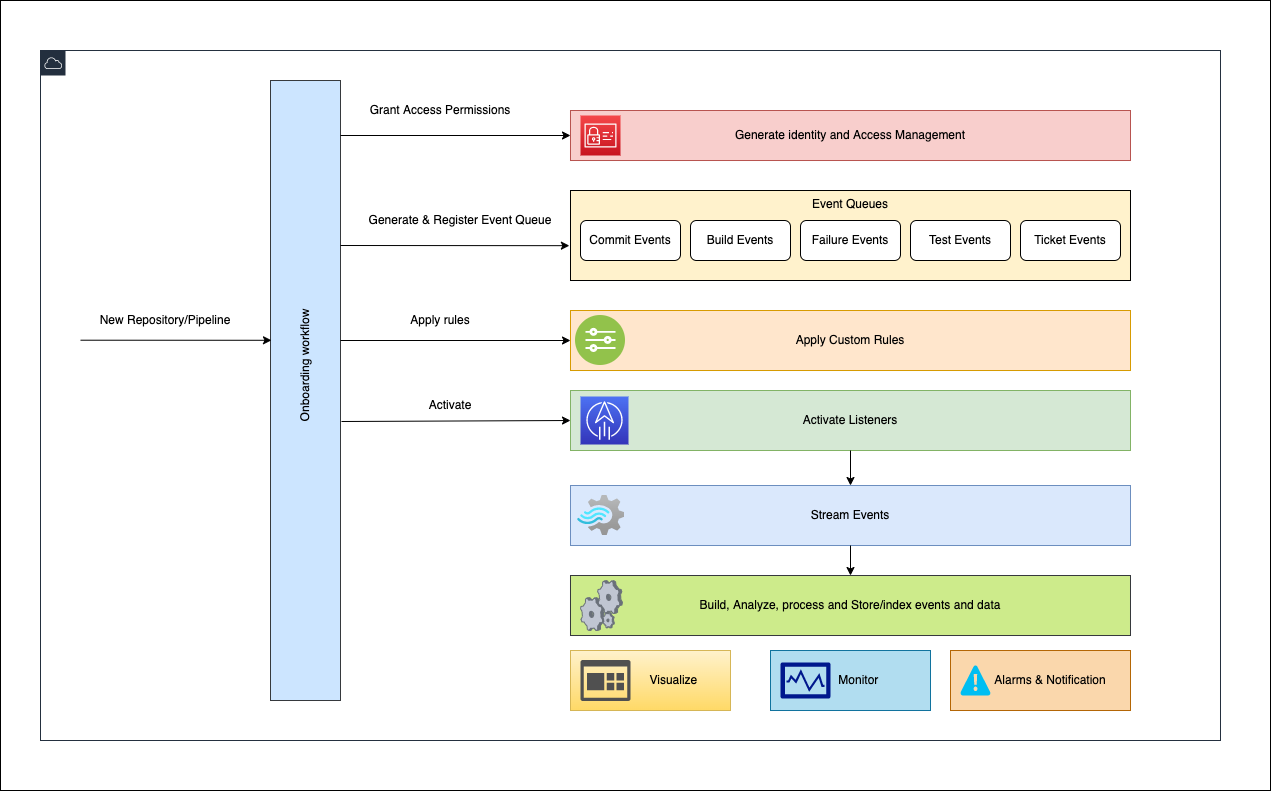 Grant Access Permissions
Generate identity and Access Management
Event Queues
Generate & Register Event Queue
Commit Events
Build Events
Failure Events
Test Events
Ticket Events
New Repository/Pipeline
Onboarding workflow
Apply rules
Apply Custom Rules
Activate
Activate Listeners
Stream Events
Build, Analyze, process and Store/index events and data
Visualize
Monitor
Alarms & Notification